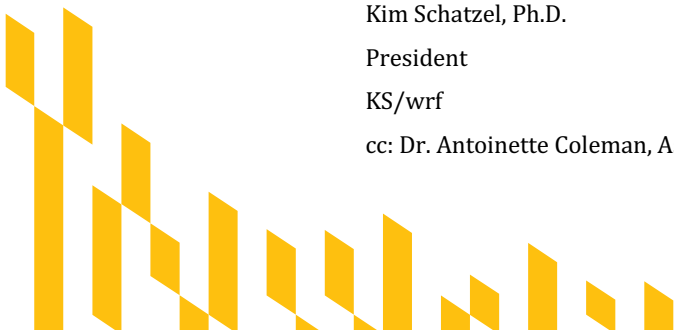 Kim Schatzel, Ph.D.
President
KS/wrf
cc: Dr. Antoinette Coleman, A